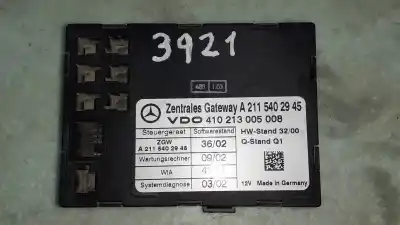 3921
Zentrales Gateway A 211 540 29 45
VDO 410 213 005 008
Steuergeraet Softwarestand HW-Stand 32/00
ZGW 36/02 Q-Stand Q1
A 211 540 29 45
Wartungsrechner 09/02
WfA
Systemdiagnose 03/02 12V Made in Germany